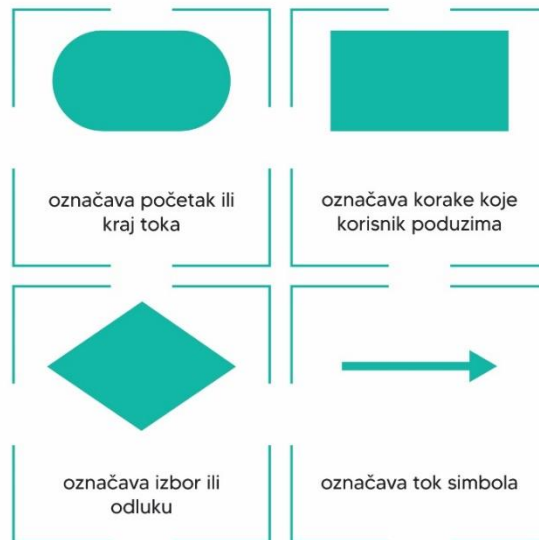 označava početak ili
kraj toka
označava korake koje
korisnik poduzima
označava izbor ili
odluku
označava tok simbola